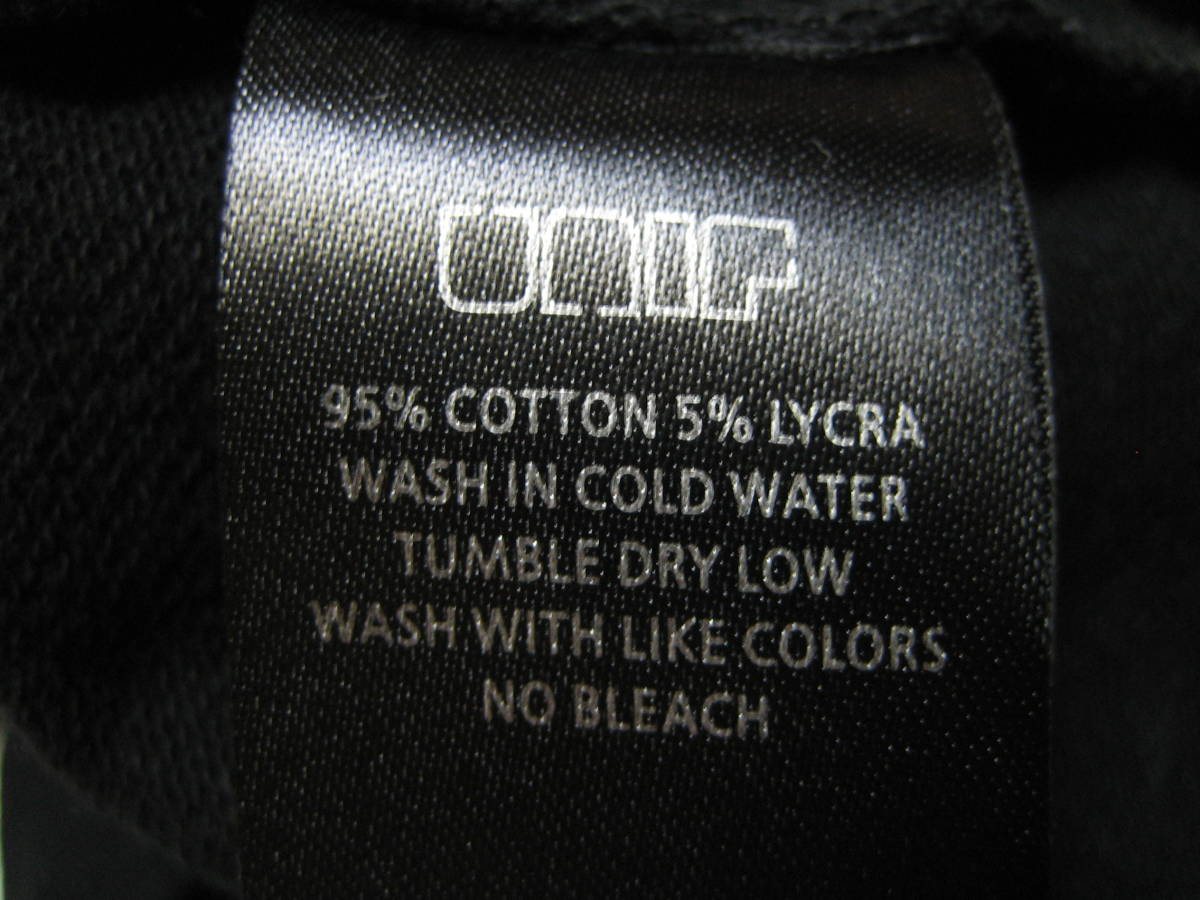 UNIF
95% COTTON 5% LYCRA
WASH IN COLD WATER
TUMBLE DRY LOW
WASH WITH LIKE COLORS
NO BLEACH